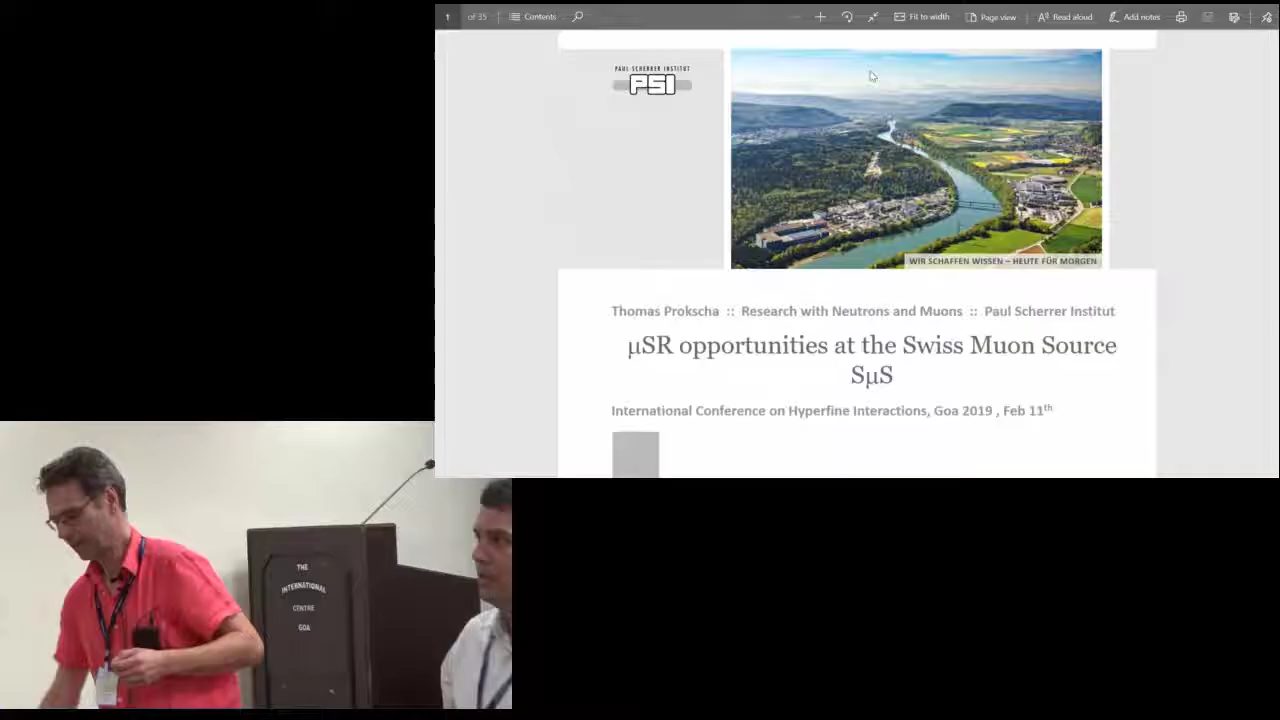 1 of 35 Contents Fit to width Page view Read aloud Add notes
PAUL SCHERRER INSTITUT
PSI
WIR SCHAFFEN WISSEN – HEUTE FÜR MORGEN
Thomas Prokscha :: Research with Neutrons and Muons :: Paul Scherrer Institut
µSR opportunities at the Swiss Muon Source
SµS
International Conference on Hyperfine Interactions, Goa 2019 , Feb 11th
THE
INTERNATIONAL
CENTRE
GOA